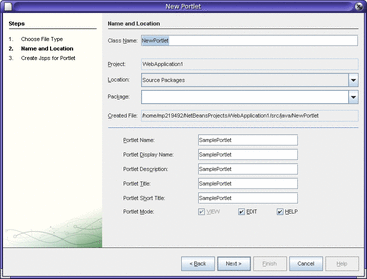 New Portlet
Steps
1. Choose File Type
2. Name and Location
3. Create Jsps for Portlet
Name and Location
Class Name: NewPortlet
Project: WebApplication1
Location: Source Packages
Package:
Created File: /home/mp219492/NetBeansProjects/WebApplication1/src/java/NewPortlet
Portlet Name: SamplePortlet
Portlet Display Name: SamplePortlet
Portlet Description: SamplePortlet
Portlet Title: SamplePortlet
Portlet Short Title: SamplePortlet
Portlet Mode: VIEW EDIT HELP
< Back Next > Finish Cancel Help